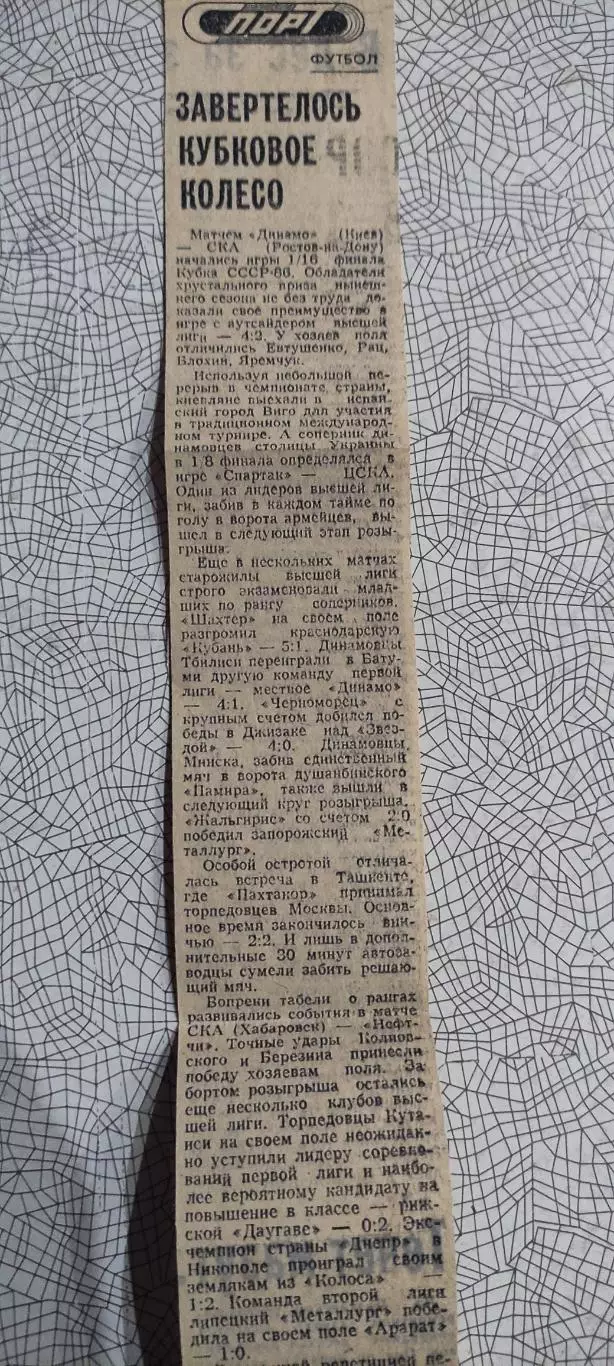 СПОРТ
ФУТБОЛ
ЗАВЕРТЕЛОСЬ
КУБКОВОЕ
КОЛЕСО
Матчем «Динамо» (Киев)
— СКА (Ростов-на-Дону)
начались игры 1/16 финала
Кубка СССР-86. Обладатели
хрустального приза нынеш-
него сезона не без труда до-
казали свое преимущество в
игре с аутсайдером высшей
лиги — 4:2. У хозяев поля
отличились Евтушенко, Рац,
Блохин, Яремчук.
Используя небольшой пе-
рерыв в чемпионате страны,
киевляне выехали в испан-
ский город Виго для участия
в традиционном международ-
ном турнире. А соперник ди-
намовцев столицы Украины
в 1/8 финала определялся в
игре «Спартак» — ЦСКА.
Один из лидеров высшей ли-
ги, забив в каждом тайме по
голу в ворота армейцев, вы-
шел в следующий этап розы-
грыша.
Еще в нескольких матчах
старожилы высшей лиги
строго экзаменовали млад-
ших по рангу соперников.
«Шахтер» на своем поле
разгромил краснодарскую
«Кубань» — 5:1. Динамовцы
Тбилиси переиграли в Бату-
ми другую команду первой
лиги — местное «Динамо»
— 4:1. «Черноморец» с
крупным счетом добился по-
беды в Джизаке над «Звез-
дой» — 4:0. Динамовцы
Минска, забив единственный
мяч в ворота душанбинского
«Памира», также вышли в
следующий круг розыгрыша.
«Жальгирис» со счетом 2:0
победил запорожский «Ме-
таллург».
Особой остротой отлича-
лась встреча в Ташкенте,
где «Пахтакор» принимал
торпедовцев Москвы. Основ-
ное время закончилось вни-
чью — 2:2. И лишь в допол-
нительные 30 минут автоза-
водцы сумели забить решаю-
щий мяч.
Вопреки табели о рангах
развивались события в матче
СКА (Хабаровск) — «Нефт-
чи». Точные удары Колпов-
ского и Березина принесли
победу хозяевам поля. За
бортом розыгрыша остались
еще несколько клубов выс-
шей лиги. Торпедовцы Кута-
иси на своем поле неожидан-
но уступили лидеру соревно-
ваний первой лиги и наибо-
лее вероятному кандидату на
повышение в классе — риж-
ской «Даугаве» — 0:2. Экс-
чемпион страны «Днепр» в
Никополе проиграл своим
землякам из «Колоса» —
1:2. Команда второй лиги
липецкий «Металлург» побе-
дила на своем поле «Арарат»
— 1:0.